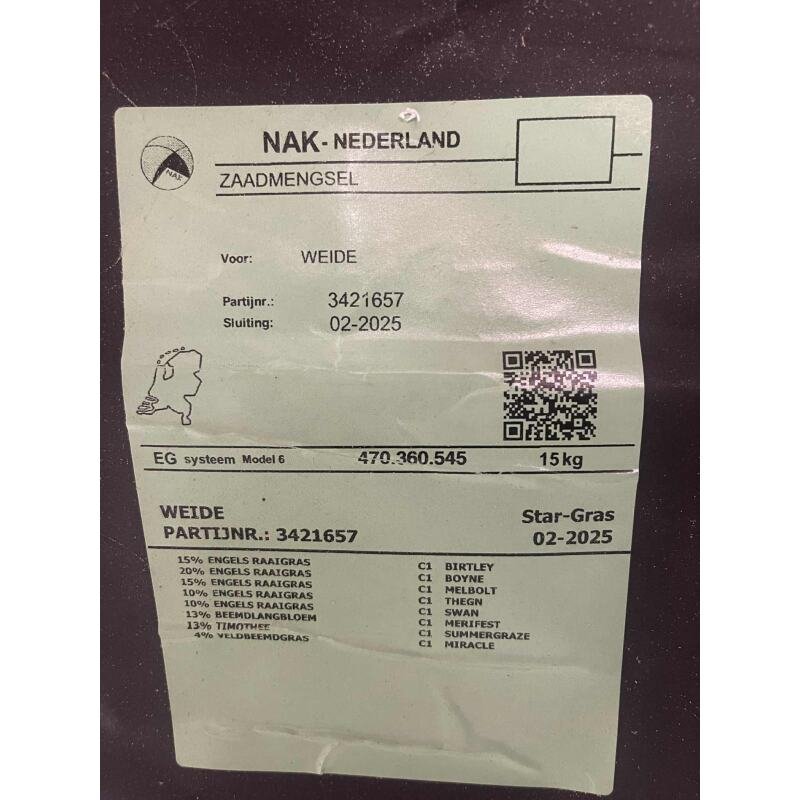 NAK - NEDERLAND
NAK
ZAADMENGSEL
Voor: WEIDE
Partijnr.: 3421657
Sluiting: 02-2025
EG systeem Model 6 470.360.545 15 kg
WEIDE Star-Gras
PARTIJNR.: 3421657 02-2025
15% ENGELS RAAIGRAS C1 BIRTLEY
20% ENGELS RAAIGRAS C1 BOYNE
15% ENGELS RAAIGRAS C1 MELBOLT
10% ENGELS RAAIGRAS C1 THEGN
10% ENGELS RAAIGRAS C1 SWAN
13% BEEMDLANGBLOEM C1 MERIFEST
13% TIMOTHEE C1 SUMMERGRAZE
4% VELDBEEMDGRAS C1 MIRACLE